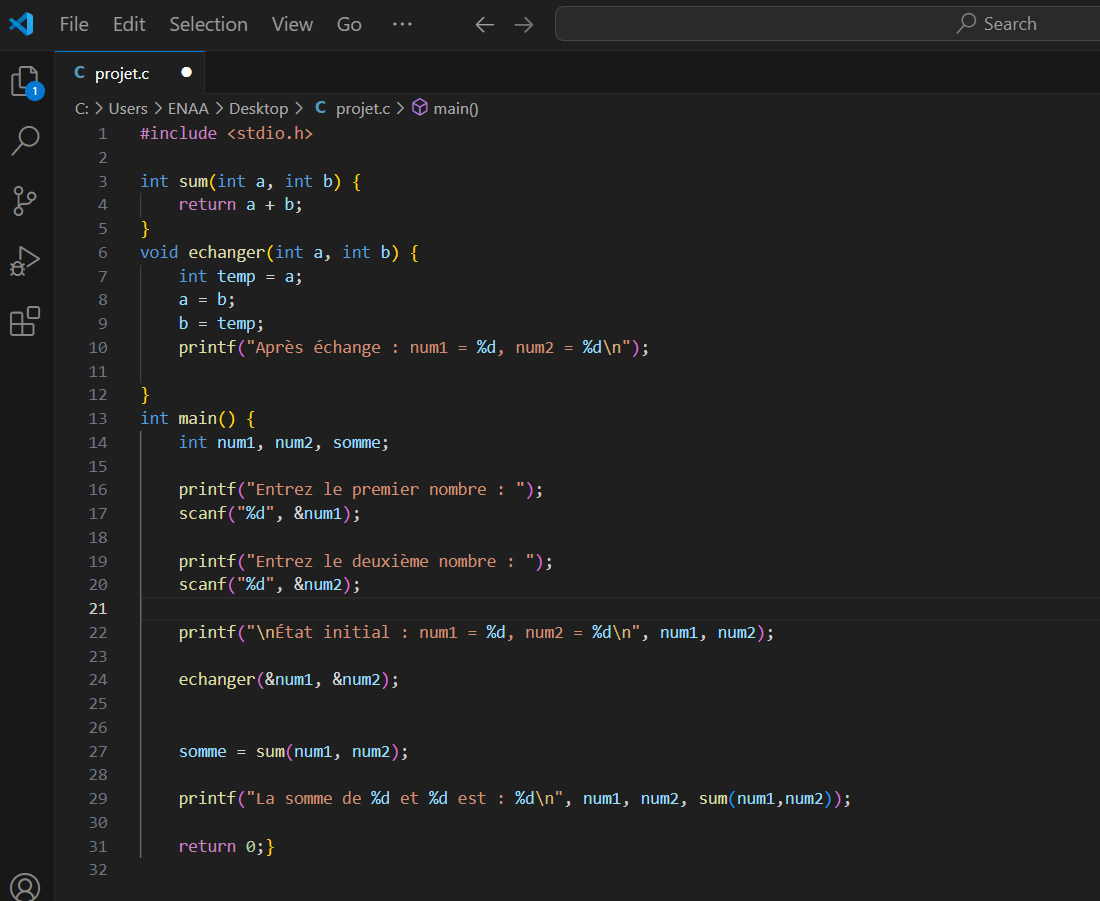 File Edit Selection View Go ··· ← → Search
C projet.c ●
1
C: > Users > ENAA > Desktop > C projet.c > main()
1 #include <stdio.h>
2
3 int sum(int a, int b) {
4     return a + b;
5 }
6 void echanger(int a, int b) {
7     int temp = a;
8     a = b;
9     b = temp;
10     printf("Après échange : num1 = %d, num2 = %d\n");
11
12 }
13 int main() {
14     int num1, num2, somme;
15
16     printf("Entrez le premier nombre : ");
17     scanf("%d", &num1);
18
19     printf("Entrez le deuxième nombre : ");
20     scanf("%d", &num2);
21
22     printf("\nÉtat initial : num1 = %d, num2 = %d\n", num1, num2);
23
24     echanger(&num1, &num2);
25
26
27     somme = sum(num1, num2);
28
29     printf("La somme de %d et %d est : %d\n", num1, num2, sum(num1,num2));
30
31     return 0;}
32